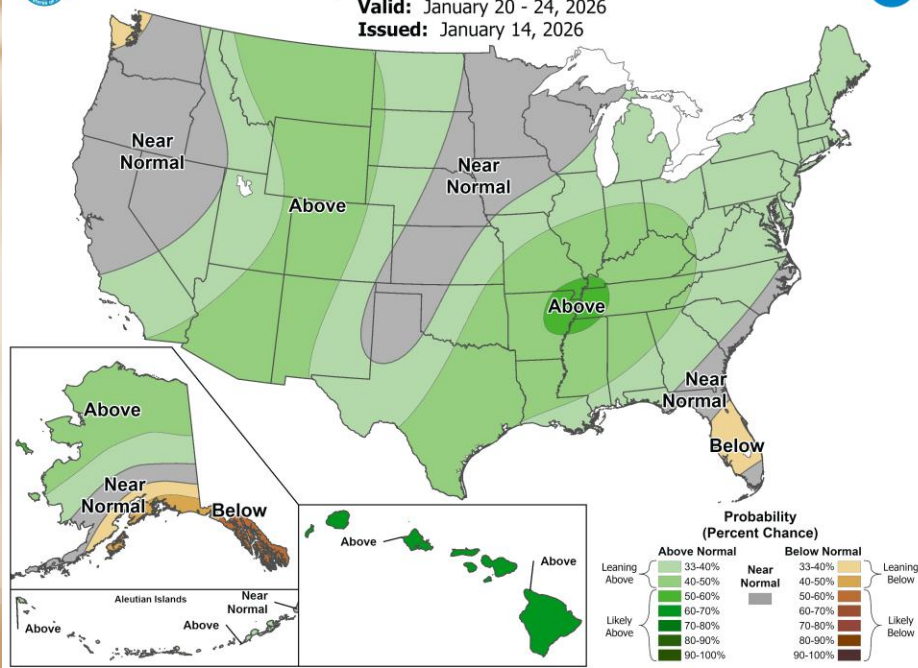 Valid: January 20 - 24, 2026
Issued: January 14, 2026
Near
Normal
Above
Near
Normal
Above
Near
Normal
Below
Above
Near
Normal
Below
Aleutian Islands
Above
Above
Near
Normal
Above
Above
Probability
(Percent Chance)
Above Normal
Below Normal
Leaning
Above
33-40%
40-50%
50-60%
60-70%
70-80%
80-90%
90-100%
Likely
Above
Near
Normal
33-40%
40-50%
50-60%
60-70%
70-80%
80-90%
90-100%
Leaning
Below
Likely
Below